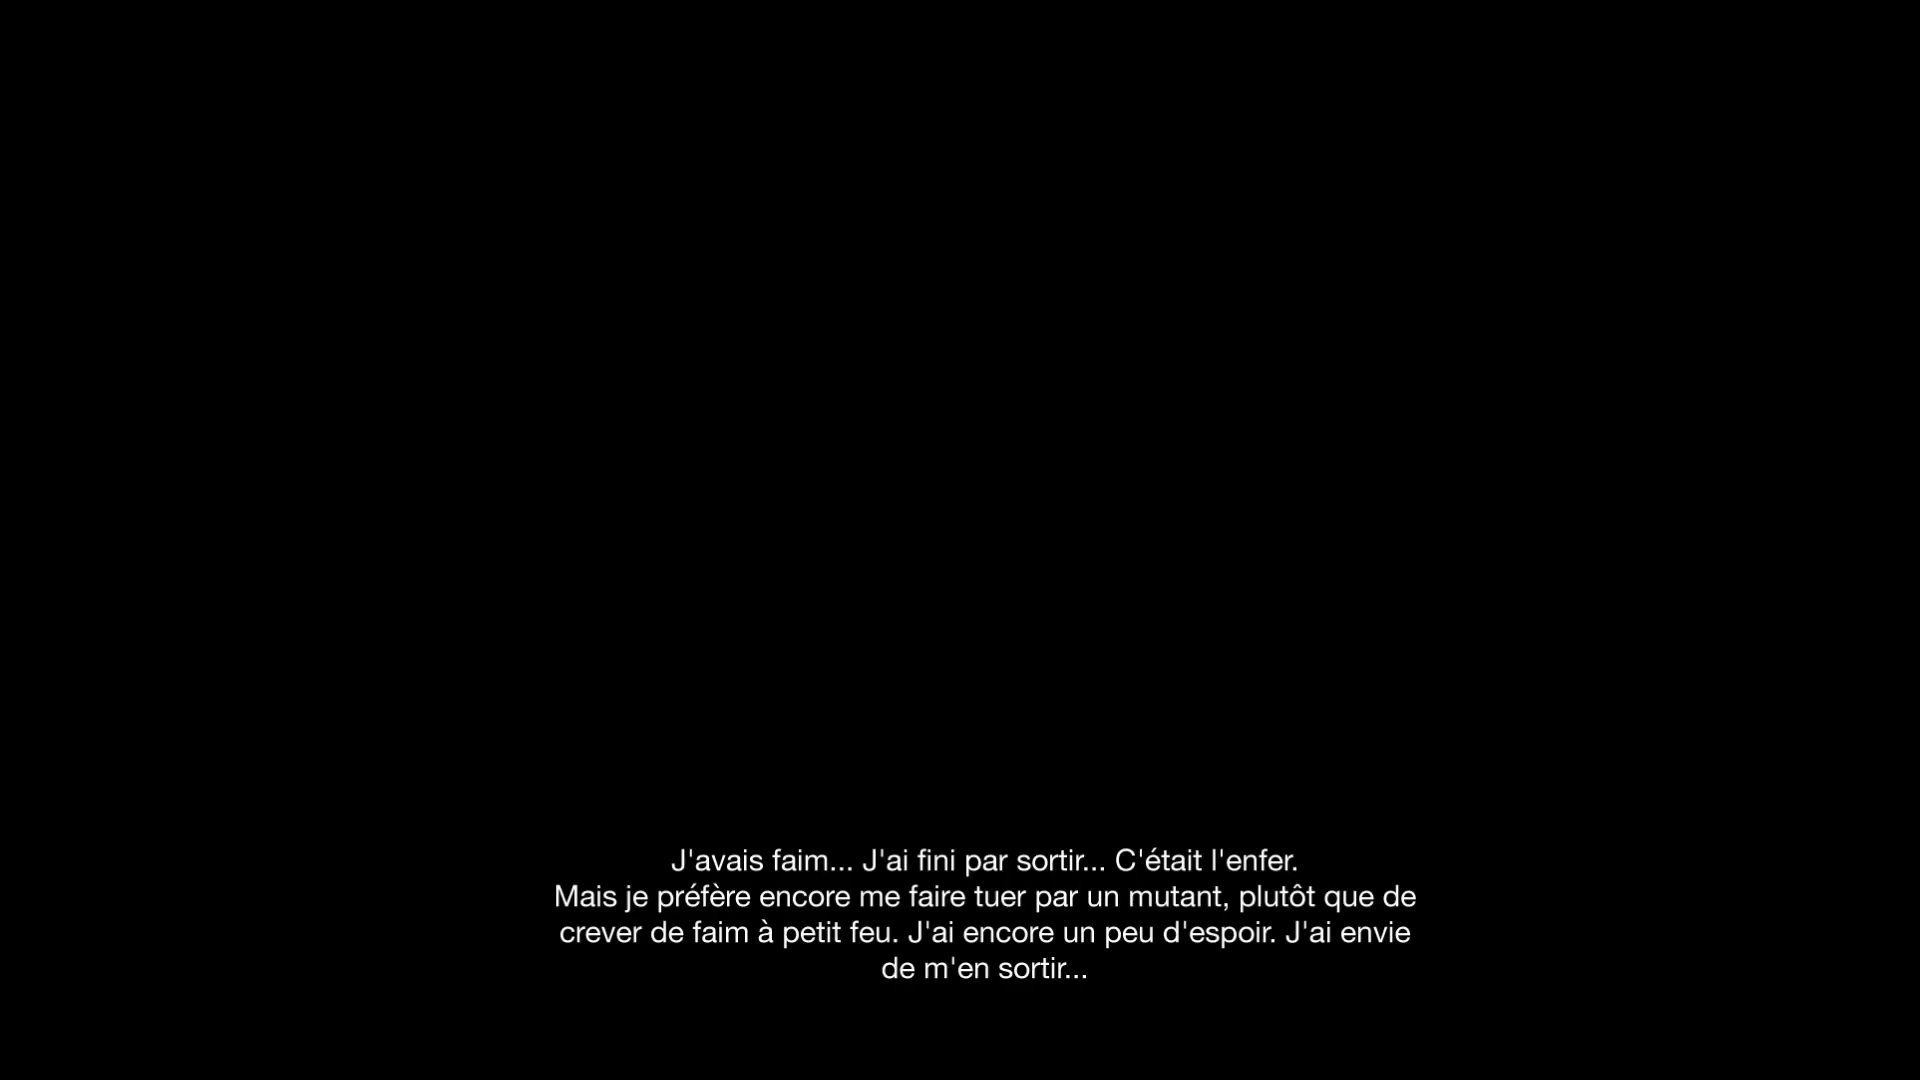 J'avais faim... J'ai fini par sortir... C'était l'enfer.
Mais je préfère encore me faire tuer par un mutant, plutôt que de
crever de faim à petit feu. J'ai encore un peu d'espoir. J'ai envie
de m'en sortir...